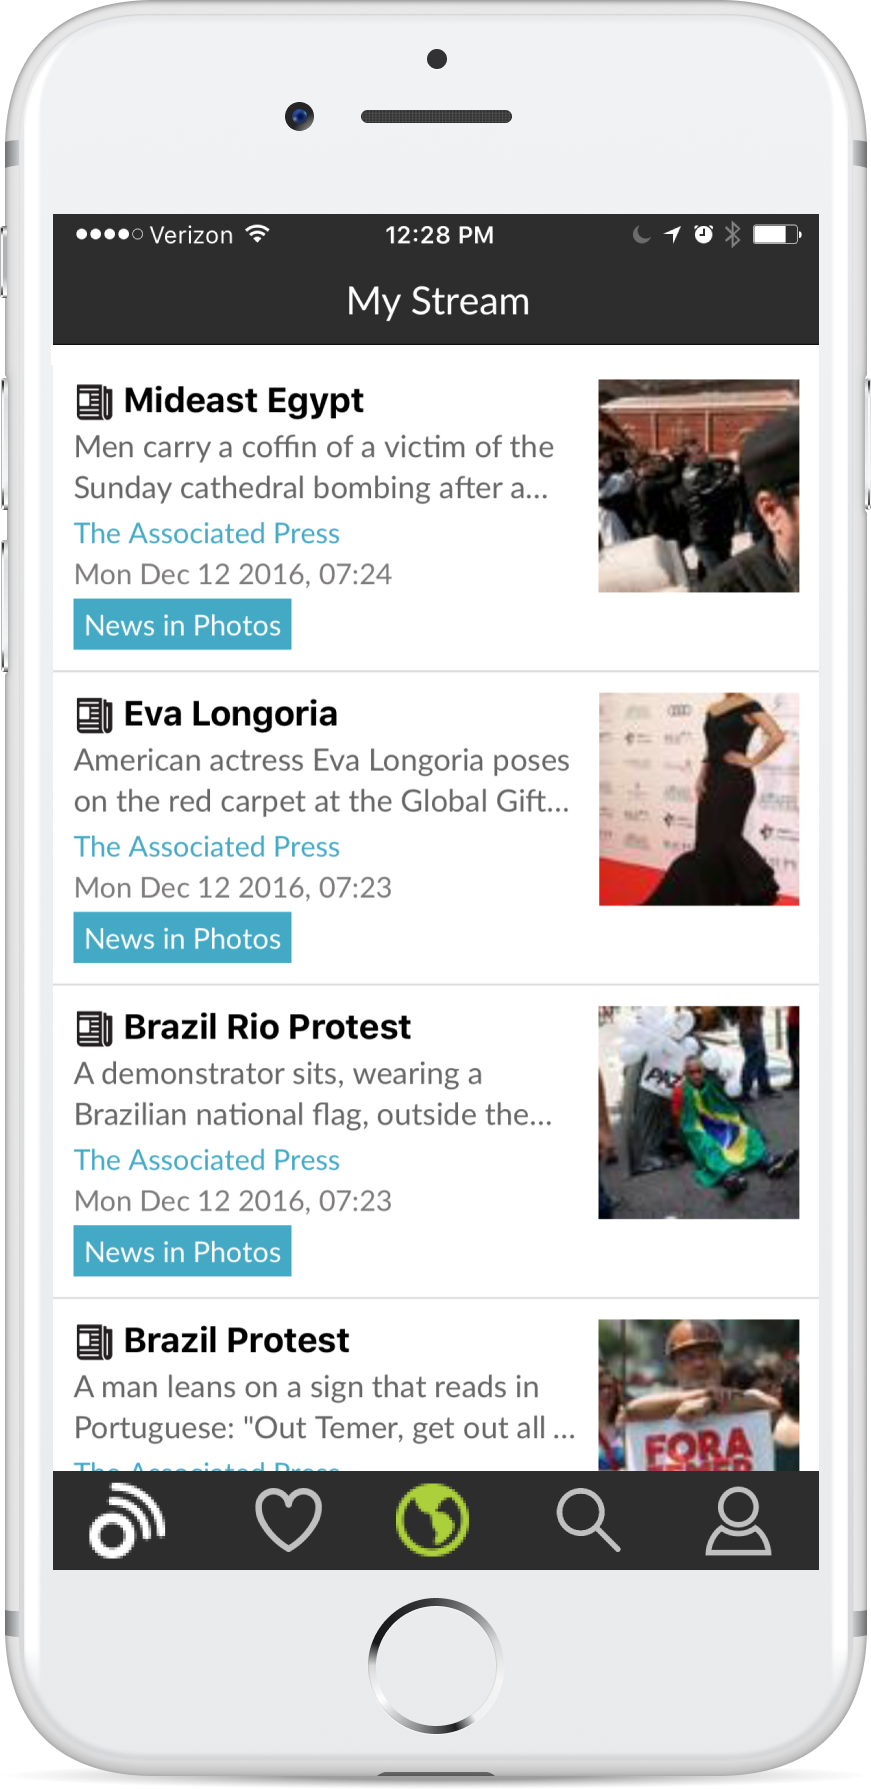 Verizon 12:28 PM
My Stream
Mideast Egypt
Men carry a coffin of a victim of the
Sunday cathedral bombing after a...
The Associated Press
Mon Dec 12 2016, 07:24
News in Photos
Eva Longoria
American actress Eva Longoria poses
on the red carpet at the Global Gift...
The Associated Press
Mon Dec 12 2016, 07:23
News in Photos
Brazil Rio Protest
A demonstrator sits, wearing a
Brazilian national flag, outside the...
PAZ
The Associated Press
Mon Dec 12 2016, 07:23
News in Photos
Brazil Protest
A man leans on a sign that reads in
Portuguese: "Out Temer, get out all ...
The Associated Press
FORA
TEMER